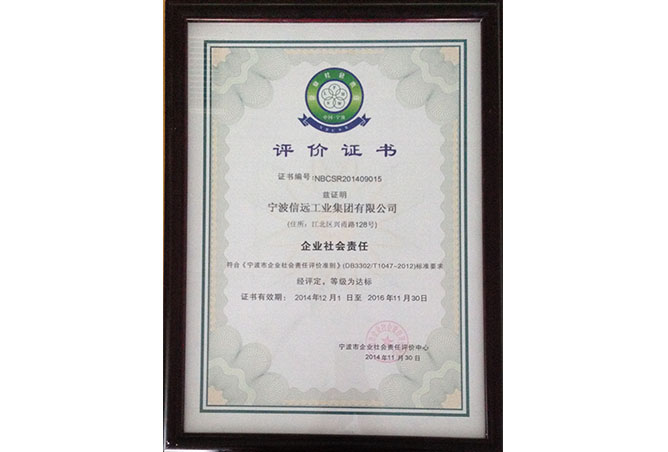 中国·宁波
评价证书
证书编号:NBCSR201409015
兹证明
宁波信远工业集团有限公司
(住所：江北区兴甬路128号)
企业社会责任
符合《宁波市企业社会责任评价准则》(DB3302/T1047-2012)标准要求
经评定，等级为达标
证书有效期： 2014年12月1 日至 2016年11月30日
宁波市企业社会责任评价中心
2014年11月30日